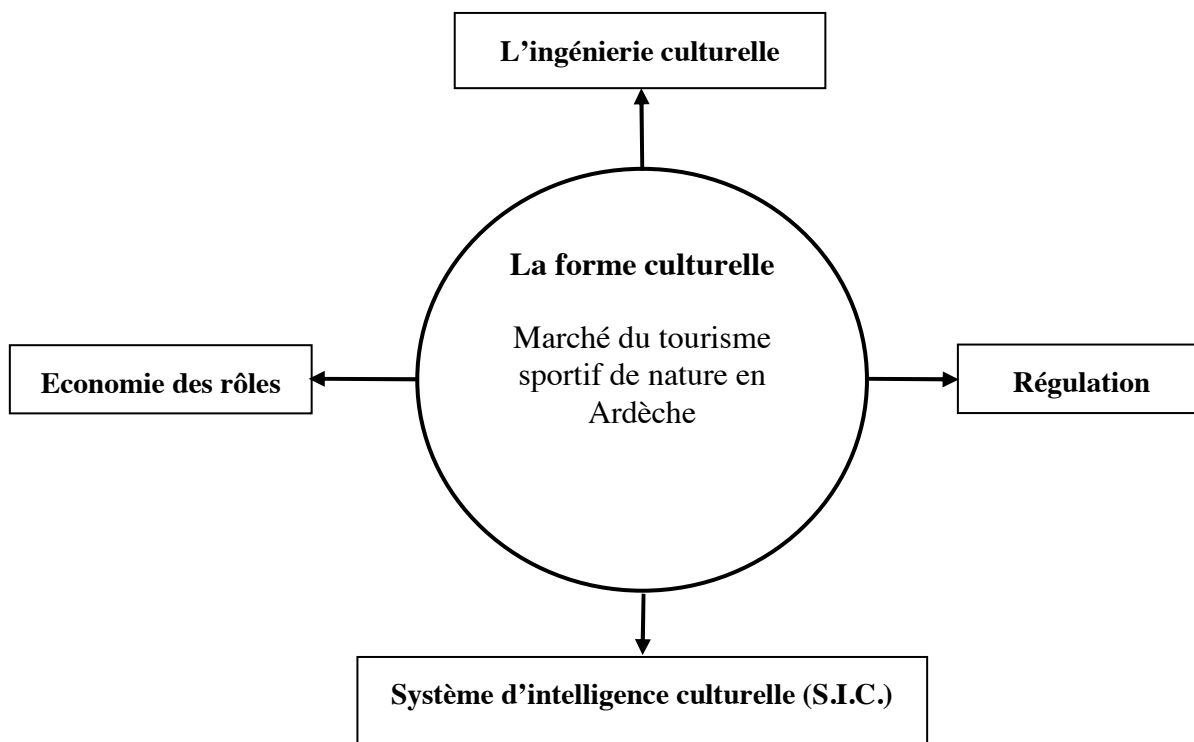 L’ingénierie culturelle
La forme culturelle
Marché du tourisme
sportif de nature en
Ardèche
Economie des rôles
Régulation
Système d’intelligence culturelle (S.I.C.)